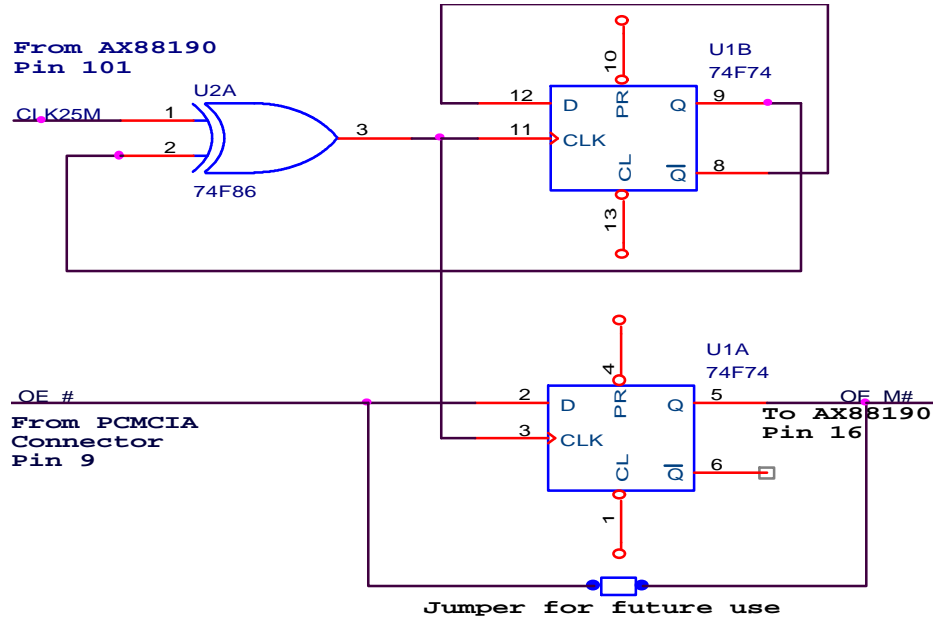 From AX88190
Pin 101
CLK25M
U2A
1
2
3
74F86
U1B
74F74
10
12
D
PR
Q
9
11
CLK
CL
Q
8
13
U1A
74F74
4
OE_#
2
D
PR
Q
5
OE_M#
From PCMCIA
Connector
Pin 9
To AX88190
Pin 16
3
CLK
CL
Q
6
1
Jumper for future use